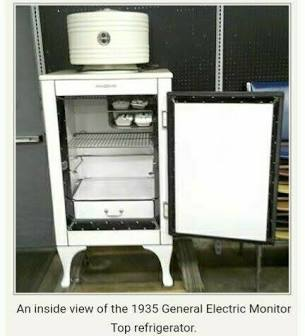 An inside view of the 1935 General Electric Monitor
Top refrigerator.